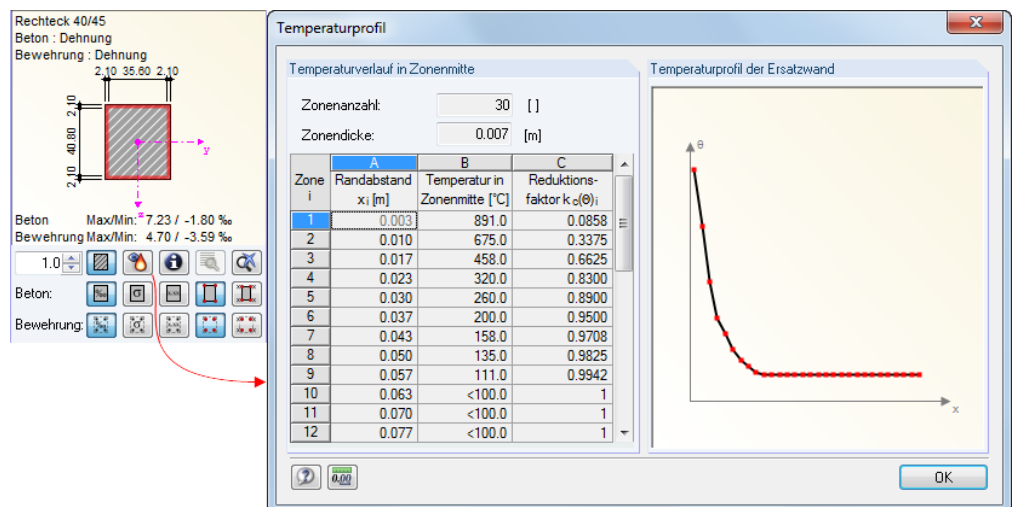 Rechteck 40/45
Beton : Dehnung
Bewehrung : Dehnung
2.10 35.60 2.10
2.10
40.80
2.10
y
z
Beton Max/Min: 7.23 / -1.80 ‰
Bewehrung Max/Min: 4.70 / -3.59 ‰
1.0
Beton:
Bewehrung:
Temperaturprofil
Temperaturverlauf in Zonenmitte
Zonenanzahl: 30 [ ]
Zonendicke: 0.007 [m]
A B C
Zone Randabstand Temperatur in Reduktions-
i xi [m] Zonenmitte [°C] faktor kc(Θ)i
1 0.003 891.0 0.0858
2 0.010 675.0 0.3375
3 0.017 458.0 0.6625
4 0.023 320.0 0.8300
5 0.030 260.0 0.8900
6 0.037 200.0 0.9500
7 0.043 158.0 0.9708
8 0.050 135.0 0.9825
9 0.057 111.0 0.9942
10 0.063 <100.0 1
11 0.070 <100.0 1
12 0.077 <100.0 1
Temperaturprofil der Ersatzwand
θ
x
0.00
OK